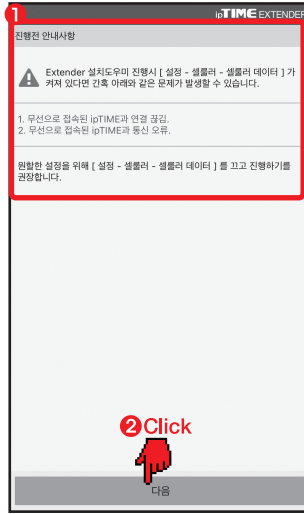 1
ipTIME EXTENDER
진행전 안내사항
Extender 설치도우미 진행시 [ 설정 - 셀룰러 - 셀룰러 데이터 ] 가
켜져 있다면 간혹 아래와 같은 문제가 발생할 수 있습니다.
1. 무선으로 접속된 ipTIME과 연결 끊김.
2. 무선으로 접속된 ipTIME과 통신 오류.
원할한 설정을 위해 [ 설정 - 셀룰러 - 셀룰러 데이터 ] 를 끄고 진행하기를
권장합니다.
2 Click
다음